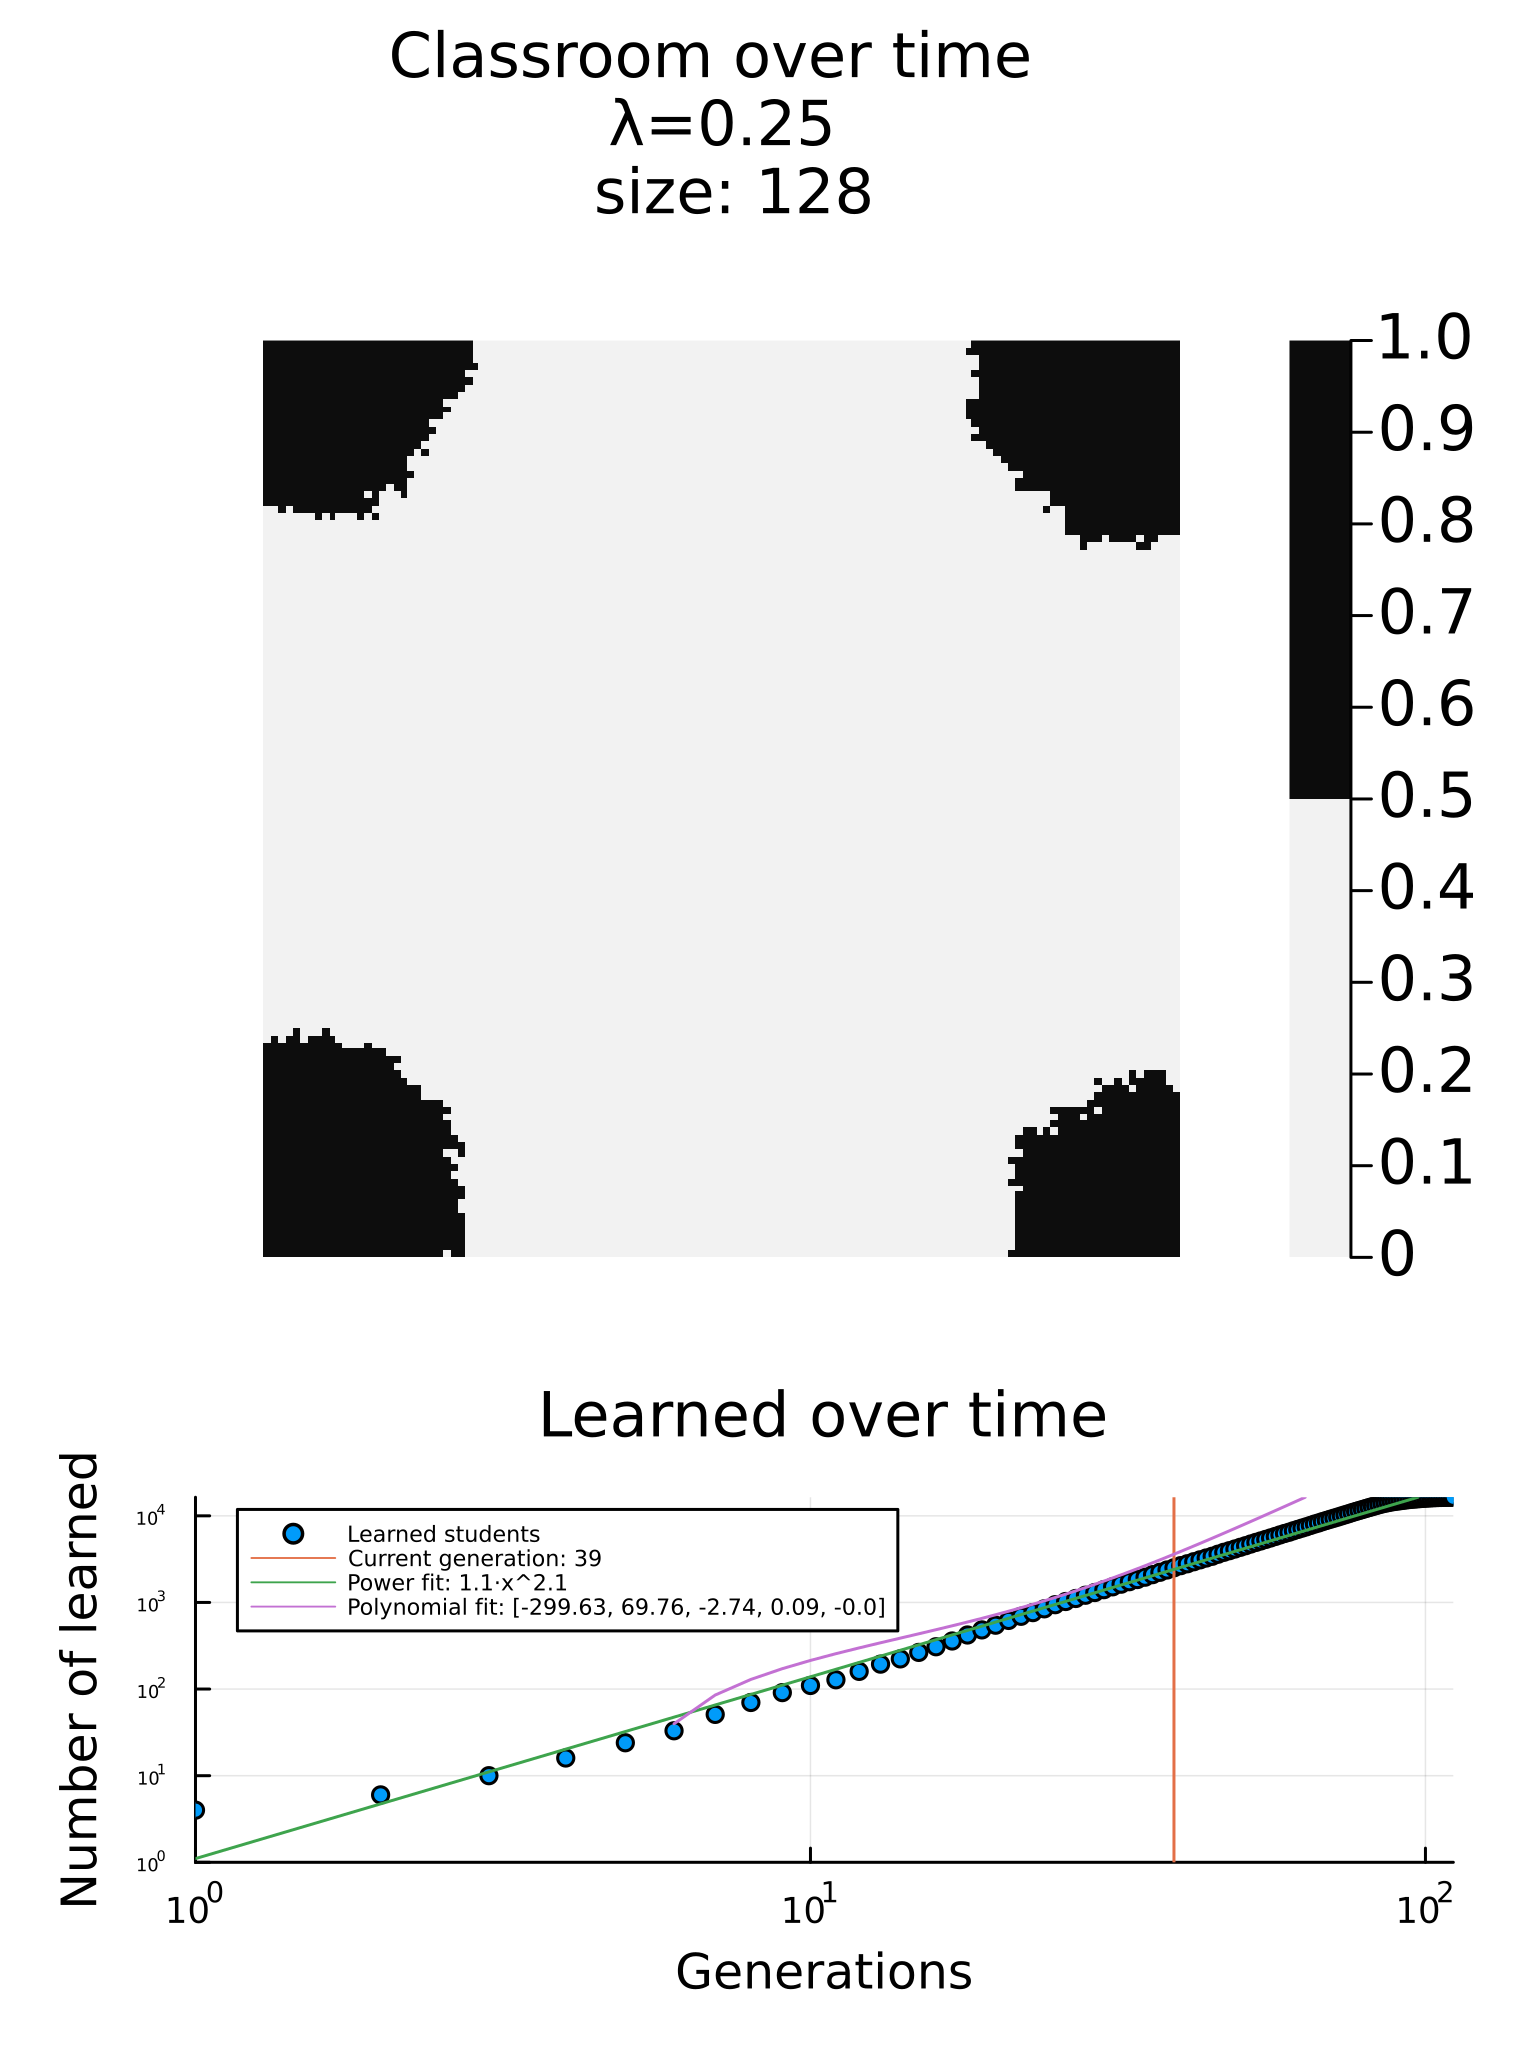 Classroom over time
λ=0.25
size: 128
1.0
0.9
0.8
0.7
0.6
0.5
0.4
0.3
0.2
0.1
0
Learned over time
Number of learned
10^4
10^3
10^2
10^1
10^0
Learned students
Current generation: 39
Power fit: 1.1·x^2.1
Polynomial fit: [-299.63, 69.76, -2.74, 0.09, -0.0]
10^0 10^1 10^2
Generations